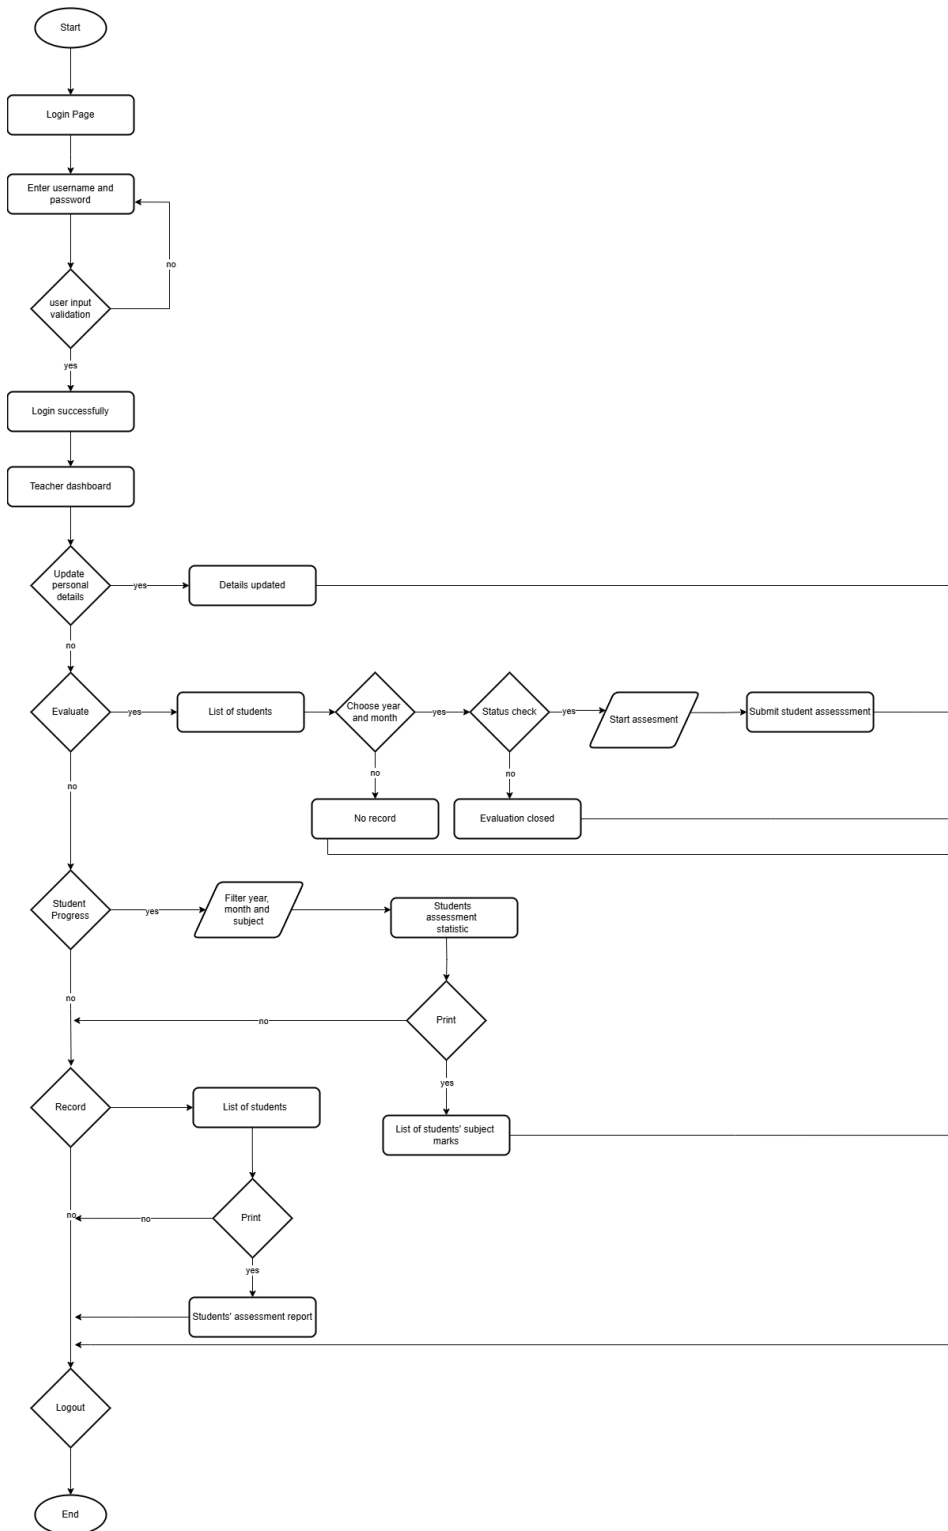 Start
Login Page
Enter username and
password
no
user input
validation
yes
Login successfully
Teacher dashboard
Update
personal
details
yes
Details updated
no
Evaluate
yes
List of students
Choose year
and month
yes
Status check
yes
Start assesment
Submit student assesssment
no
no
no
No record
Evaluation closed
Student
Progress
yes
Filter year,
month and
subject
Students
assessment
statistic
no
no
Print
yes
Record
List of students
List of students' subject
marks
no
no
Print
yes
Students' assessment report
Logout
End